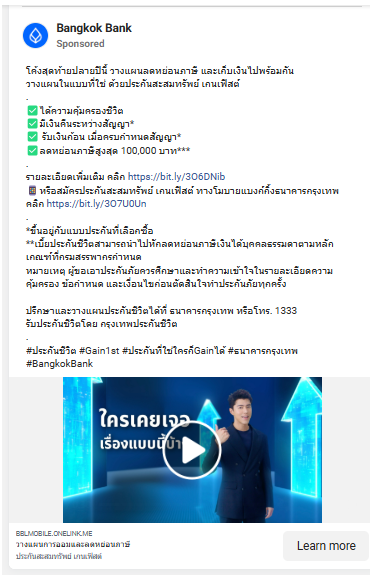 Bangkok Bank
Sponsored
โค้งสุดท้ายปลายปีนี้ วางแผนลดหย่อนภาษี และเก็บเงินไปพร้อมกัน
วางแผนในแบบที่ใช่ ด้วยประกันสะสมทรัพย์ เกนเฟิสต์
.
✅ได้ความคุ้มครองชีวิต
✅มีเงินคืนระหว่างสัญญา*
✅ รับเงินก้อน เมื่อครบกำหนดสัญญา*
✅ลดหย่อนภาษีสูงสุด 100,000 บาท***
.
รายละเอียดเพิ่มเติม คลิก https://bit.ly/3O6DNib
📱 หรือสมัครประกันสะสมทรัพย์ เกนเฟิสต์ ทางโมบายแบงก์กิ้งธนาคารกรุงเทพ
คลิก https://bit.ly/3O7U0Un
.
*ขึ้นอยู่กับแบบประกันที่เลือกซื้อ
**เบี้ยประกันชีวิตสามารถนำไปหักลดหย่อนภาษีเงินได้บุคคลธรรมดาตามหลัก
เกณฑ์ที่กรมสรรพากรกำหนด
หมายเหตุ ผู้ขอเอาประกันภัยควรศึกษาและทำความเข้าใจในรายละเอียดความ
คุ้มครอง ข้อกำหนด และเงื่อนไขก่อนตัดสินใจทำประกันภัยทุกครั้ง
ปรึกษาและวางแผนประกันชีวิตได้ที่ ธนาคารกรุงเทพ หรือโทร. 1333
รับประกันชีวิตโดย กรุงเทพประกันชีวิต
.
#ประกันชีวิต #Gain1st #ประกันที่ใช่ใครก็Gainได้ #ธนาคารกรุงเทพ
#BangkokBank
ใครเคยเจอ
เรื่องแบบนี้บ้าง
BBLMOBILE.ONELINK.ME
วางแผนการออมและลดหย่อนภาษี
ประกันสะสมทรัพย์ เกนเฟิสต์
Learn more